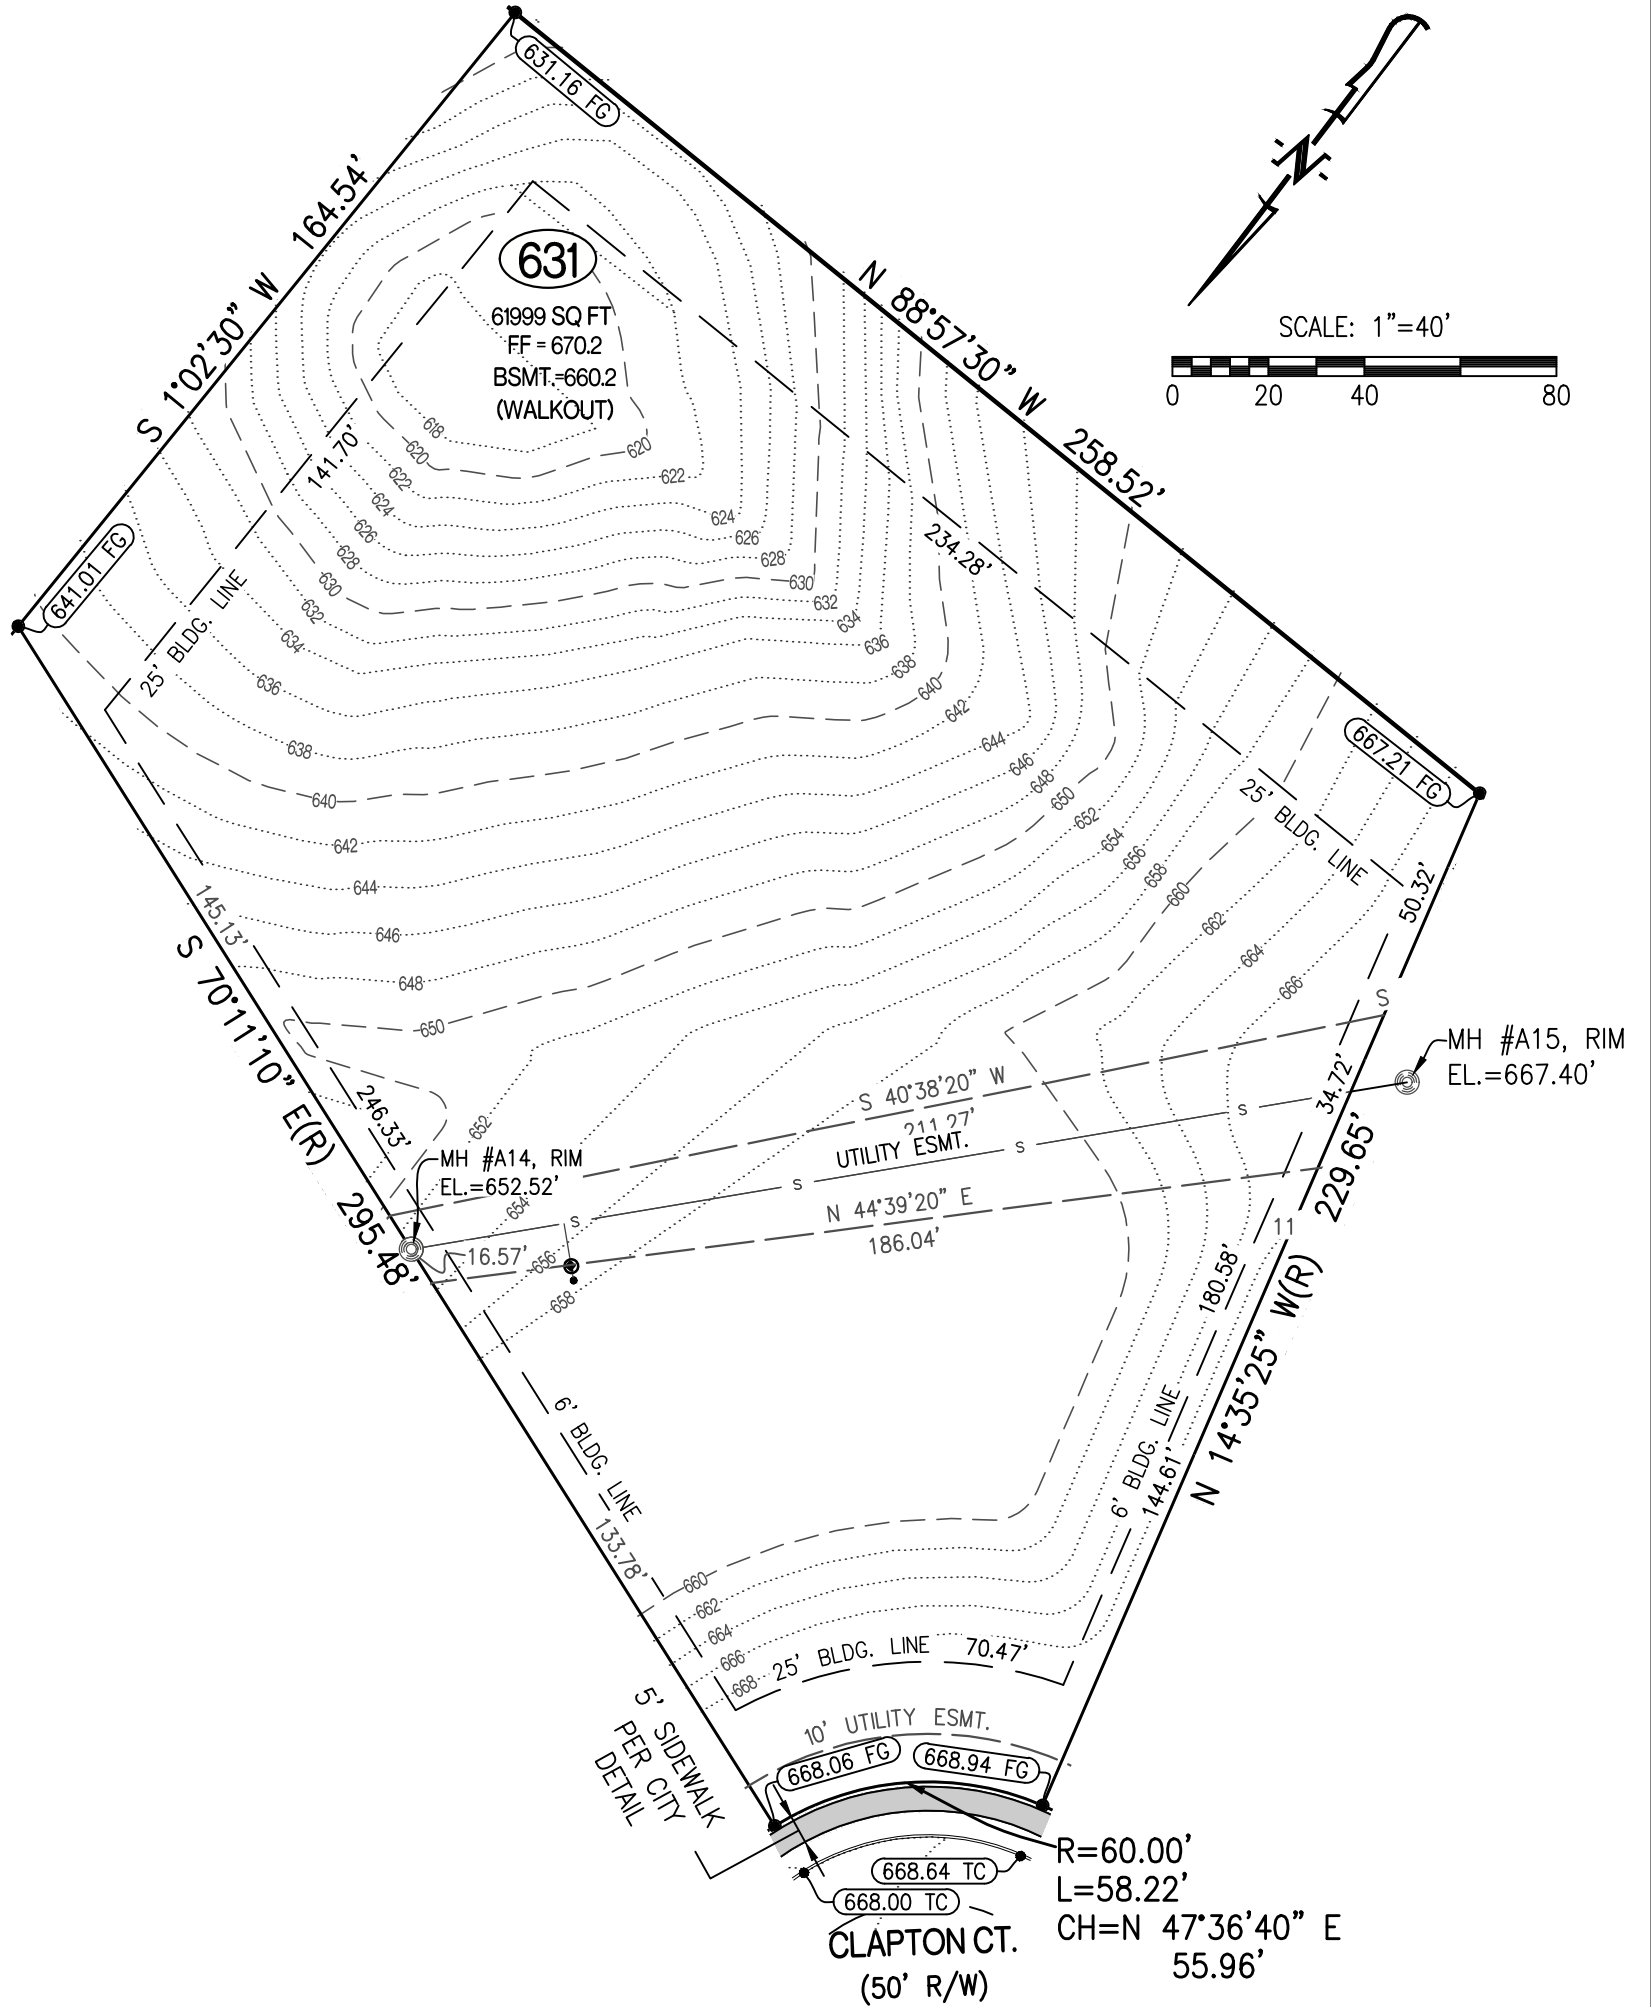 631.16 FG
N
SCALE: 1"=40'
0 20 40 80
S 1°02'30" W 164.54'
N 88°57'30" W 258.52'
631
61999 SQ FT
FF = 670.2
BSMT.=660.2
(WALKOUT)
141.70'
25' BLDG. LINE
641.01 FG
234.28'
25' BLDG. LINE
667.21 FG
618
620
622
624
626
628
630
632
634
636
638
640
642
644
646
648
650
652
654
656
658
620
622
624
626
628
630
632
634
636
638
640
642
644
646
648
650
652
654
656
658
660
662
664
666
50.32'
S
MH #A15, RIM
EL.=667.40'
34.72'
145.13'
S 70°11'10" E(R) 295.48'
246.33'
MH #A14, RIM
EL.=652.52'
16.57'
S 40°38'20" W
211.27'
UTILITY ESMT.
S
S
S
S
N 44°39'20" E
186.04'
11
N 14°35'25" W(R) 229.65'
180.58'
6' BLDG. LINE
144.61'
6' BLDG. LINE
133.78'
660
662
664
666
668
25' BLDG. LINE 70.47'
10' UTILITY ESMT.
668.06 FG
668.94 FG
5' SIDEWALK
PER CITY
DETAIL
668.64 TC
668.00 TC
R=60.00'
L=58.22'
CH=N 47°36'40" E
55.96'
CLAPTON CT.
(50' R/W)